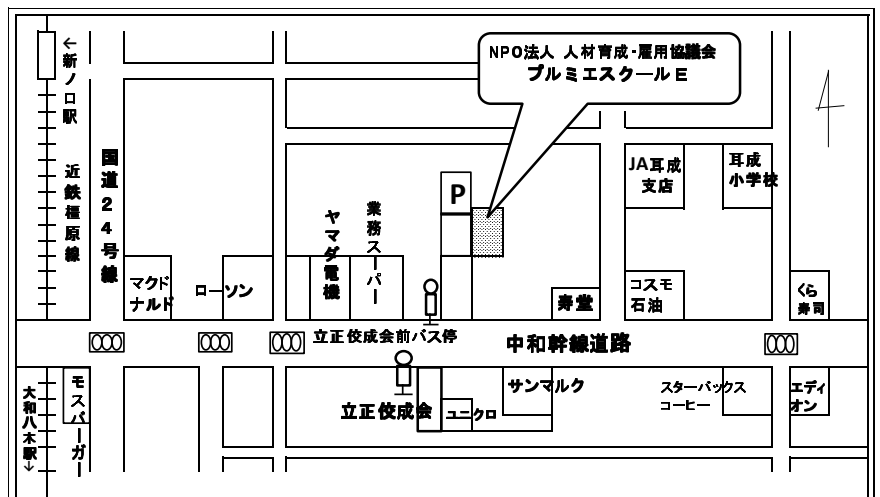 NPO法人 人材育成・雇用協議会
プルミエスクールE
←新ノ口駅
近鉄橿原線
国道24号線
P
JA耳成
支店
耳成
小学校
マクド
ナルド
ローソン
ヤマダ電機
業務スーパー
寿堂
コスモ
石油
くら
寿司
立正佼成会前バス停
中和幹線道路
大和八木駅→
モスバーガー
立正佼成会
ユニクロ
サンマルク
スターバックス
コーヒー
エディ
オン